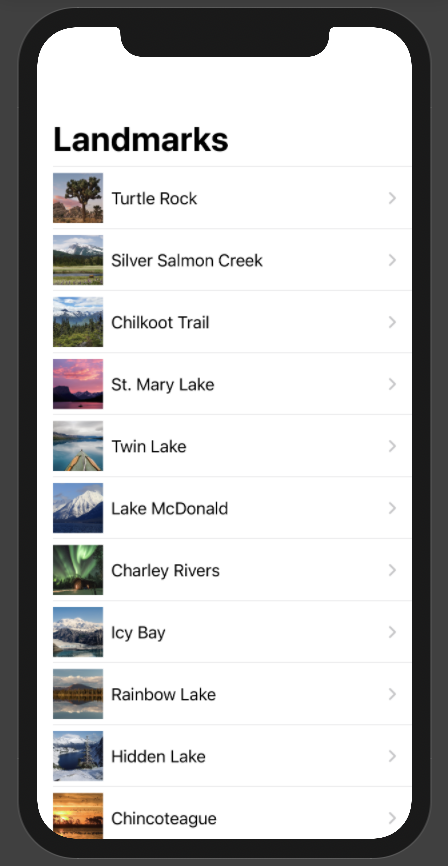 Landmarks
Turtle Rock
Silver Salmon Creek
Chilkoot Trail
St. Mary Lake
Twin Lake
Lake McDonald
Charley Rivers
Icy Bay
Rainbow Lake
Hidden Lake
Chincoteague